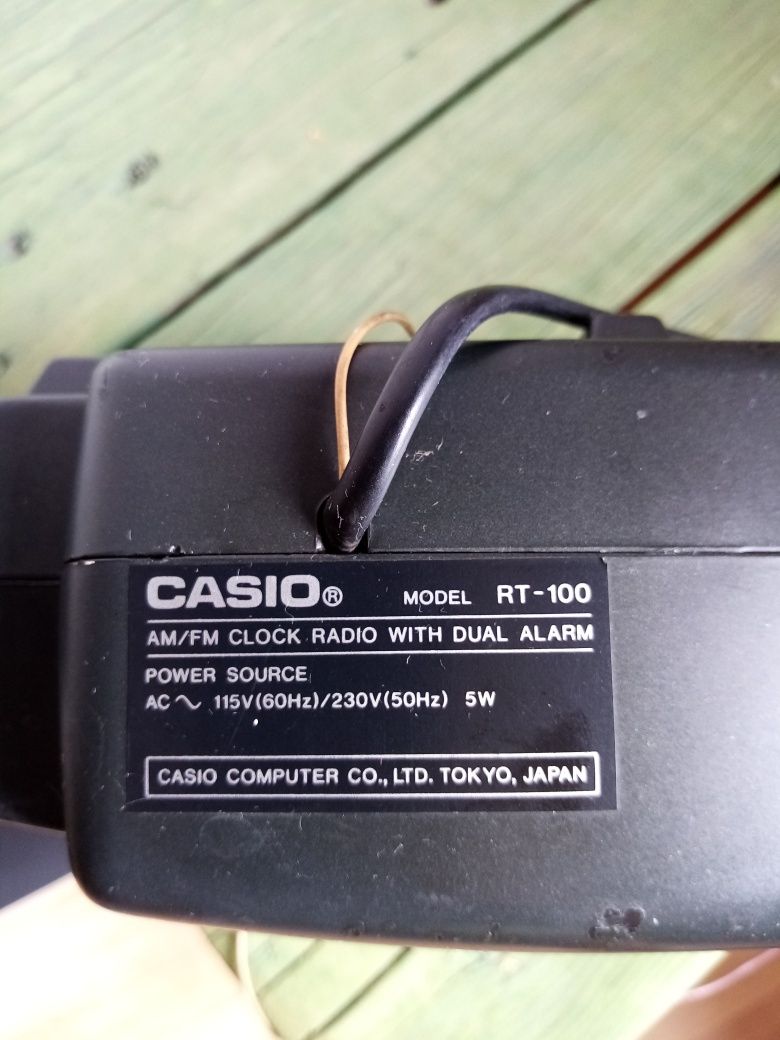 CASIO® MODEL RT-100
AM/FM CLOCK RADIO WITH DUAL ALARM
POWER SOURCE
AC ∿ 115V(60Hz)/230V(50Hz) 5W
CASIO COMPUTER CO., LTD. TOKYO, JAPAN